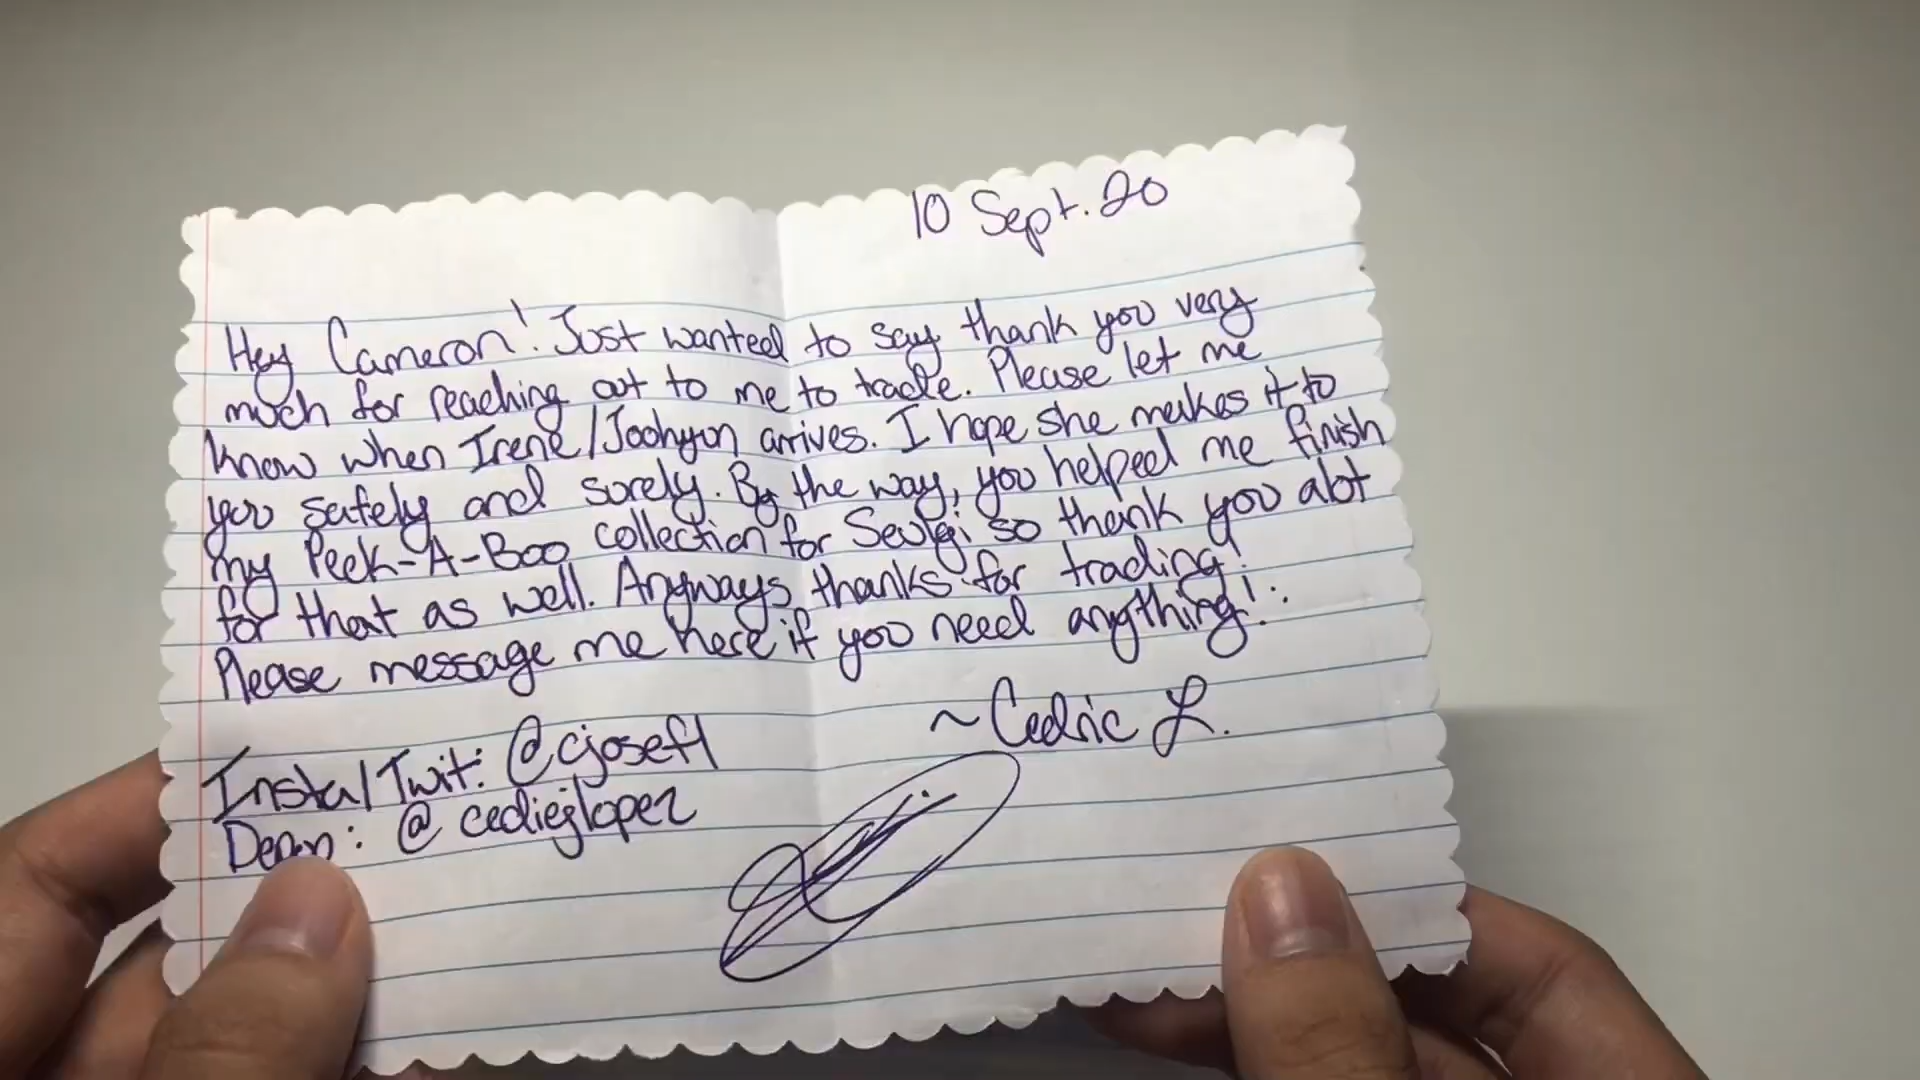 10 Sept. 20
Hey Cameron! Just wanted to say thank you very
much for reaching out to me to trade. Please let me
know when Irene/Joohyun arrives. I hope she makes it to
you safely and surely. By the way, you helped me finish
my Peek-A-Boo collection for Seulgi so thank you alot
for that as well. Anyways, thanks for trading!
Please message me here if you need anything! :
~Cedric L.
Insta/Twit: @cjosefl
@cediejlopez